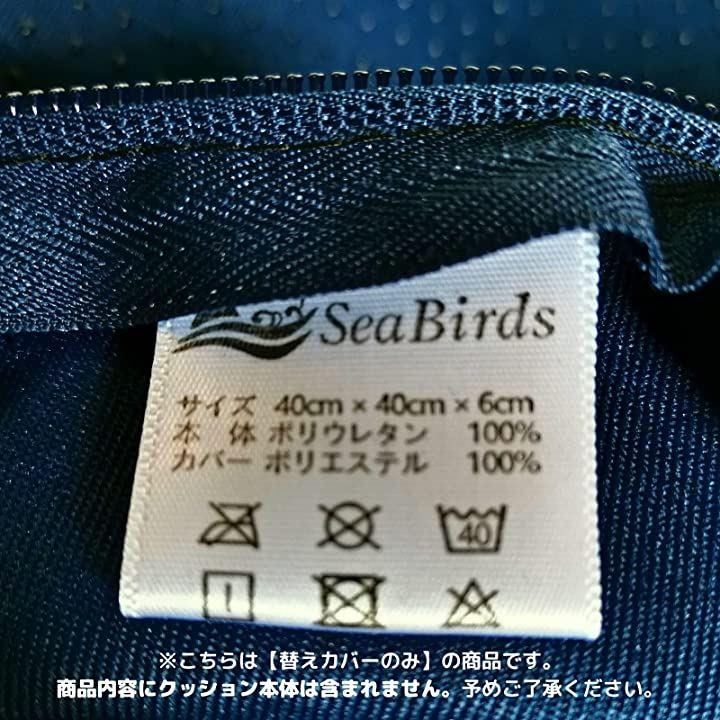 SeaBirds
サイズ 40cm × 40cm × 6cm
本 体 ポリウレタン 100%
カバー ポリエステル 100%
40
※こちらは【替えカバーのみ】の商品です。
商品内容にクッション本体は含まれません。予めご了承ください。